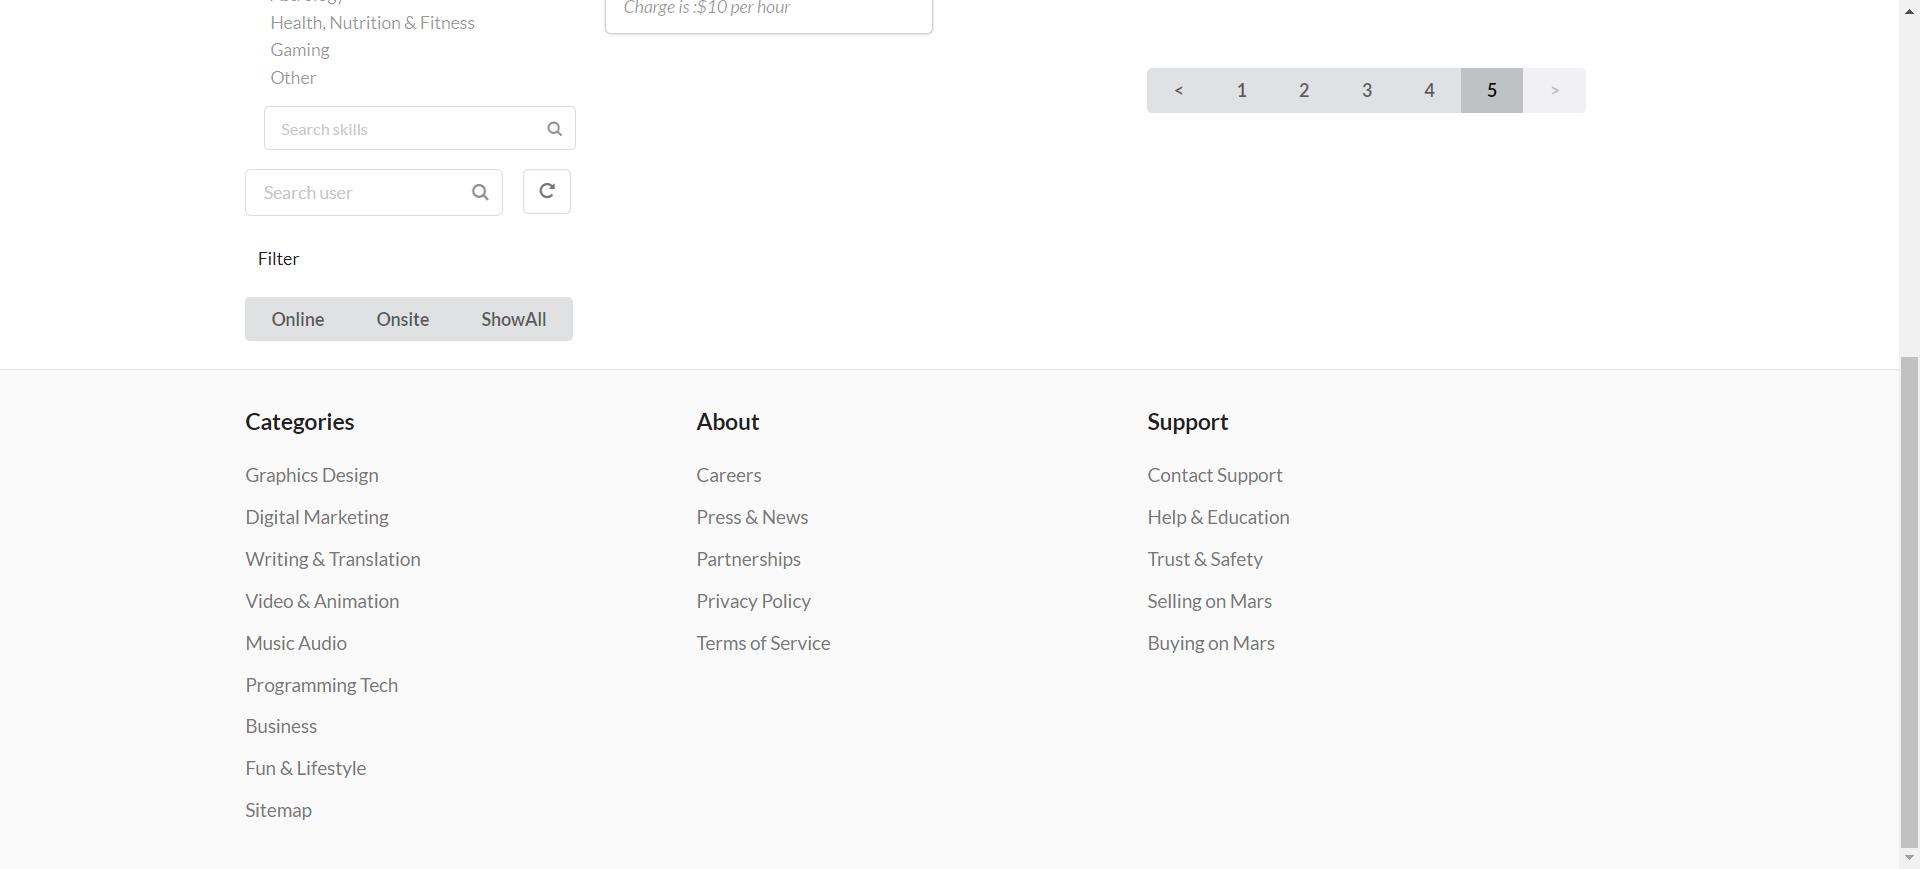 Health, Nutrition & Fitness
Gaming
Other
Search skills
Search user
Filter
Online Onsite ShowAll
Charge is :$10 per hour
< 1 2 3 4 5 >
Categories
Graphics Design
Digital Marketing
Writing & Translation
Video & Animation
Music Audio
Programming Tech
Business
Fun & Lifestyle
Sitemap
About
Careers
Press & News
Partnerships
Privacy Policy
Terms of Service
Support
Contact Support
Help & Education
Trust & Safety
Selling on Mars
Buying on Mars